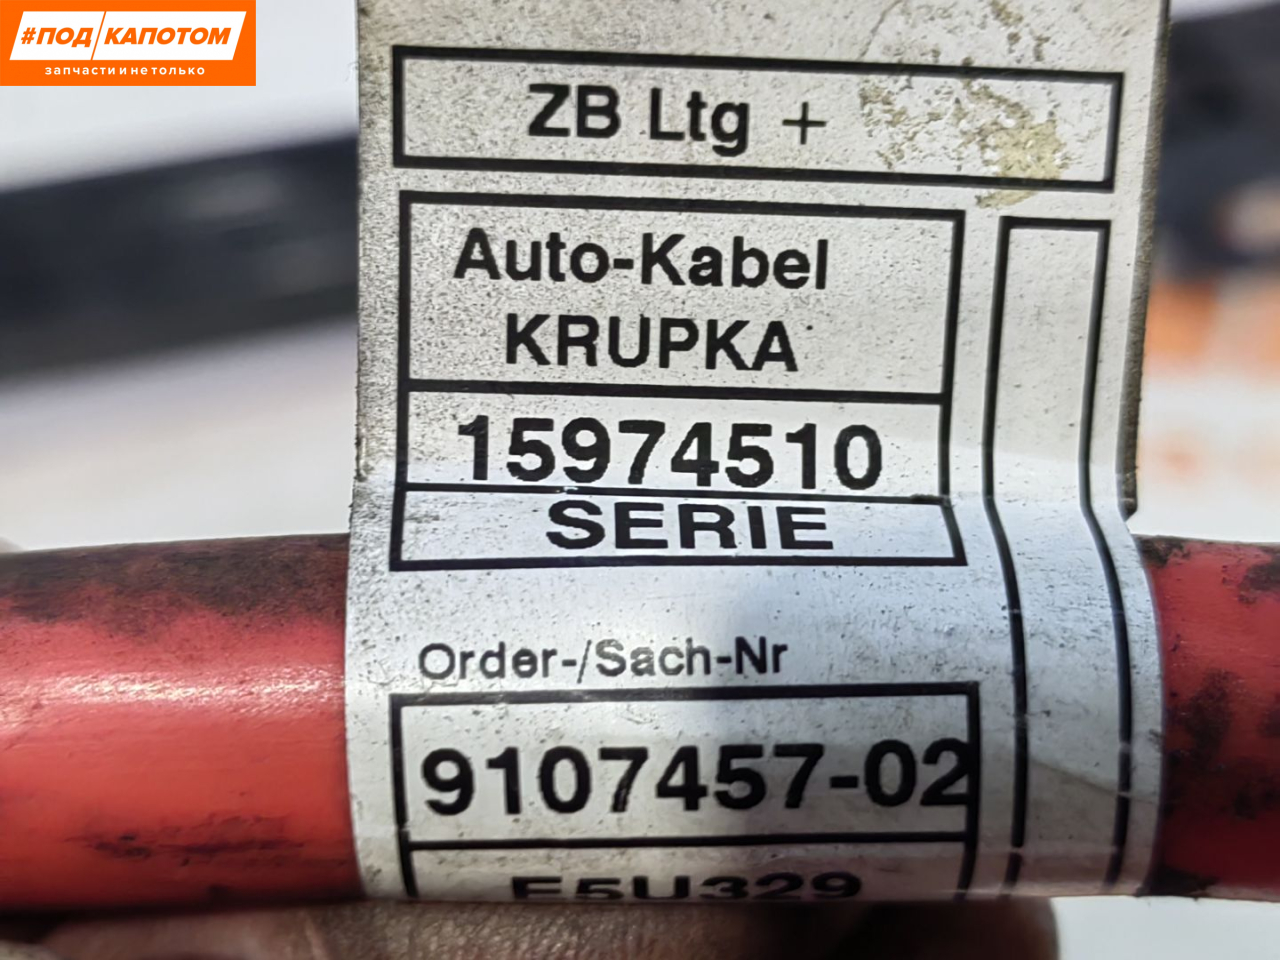 #ПОД/КАПОТОМ
запчасти и не только
ZB Ltg +
Auto-Kabel
KRUPKA
15974510
SERIE
Order-/Sach-Nr
9107457-02